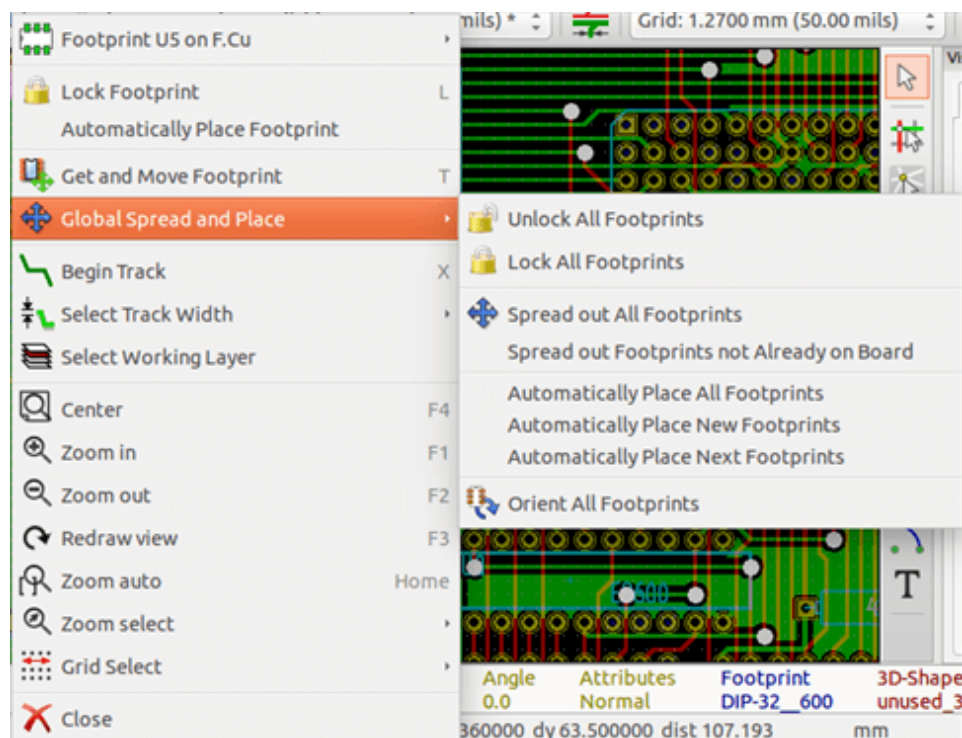 mils) *
Grid: 1.2700 mm (50.00 mils)
Vi
Footprint U5 on F.Cu
Lock Footprint L
Automatically Place Footprint
Get and Move Footprint T
Global Spread and Place
Begin Track X
Select Track Width
Select Working Layer
Center F4
Zoom in F1
Zoom out F2
Redraw view F3
Zoom auto Home
Zoom select
Grid Select
Close
Unlock All Footprints
Lock All Footprints
Spread out All Footprints
Spread out Footprints not Already on Board
Automatically Place All Footprints
Automatically Place New Footprints
Automatically Place Next Footprints
Orient All Footprints
T
Angle Attributes Footprint 3D-Shape
0.0 Normal DIP-32__600 unused_3
360000 dy 63.500000 dist 107.193 mm